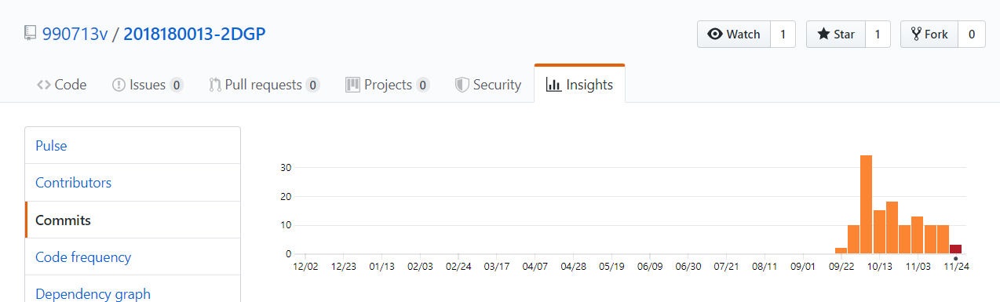 990713v / 2018180013-2DGP
Watch 1 Star 1 Fork 0
Code Issues 0 Pull requests 0 Projects 0 Security Insights
Pulse
Contributors
Commits
Code frequency
Dependency graph
30
20
10
0
12/02 12/23 01/13 02/03 02/24 03/17 04/07 04/28 05/19 06/09 06/30 07/21 08/11 09/01 09/22 10/13 11/03 11/24